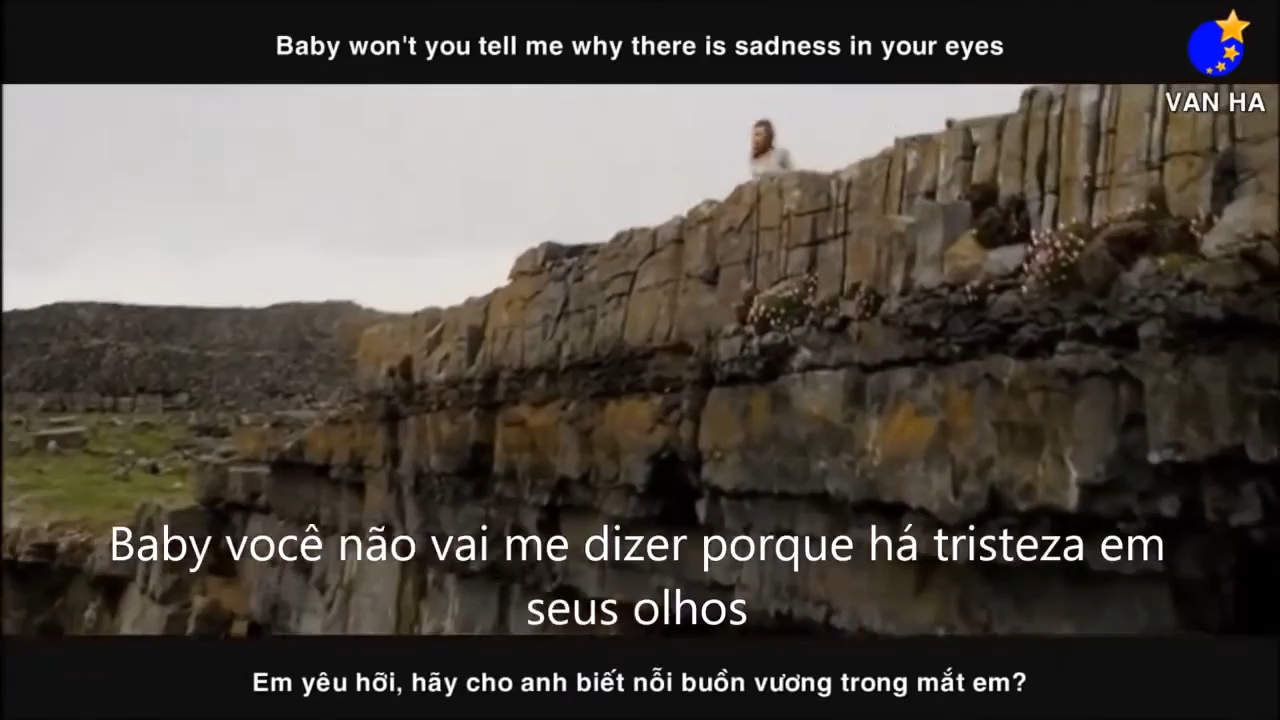 Baby won't you tell me why there is sadness in your eyes
VAN HA
Baby você não vai me dizer porque há tristeza em
seus olhos
Em yêu hỡi, hãy cho anh biết nỗi buồn vương trong mắt em?